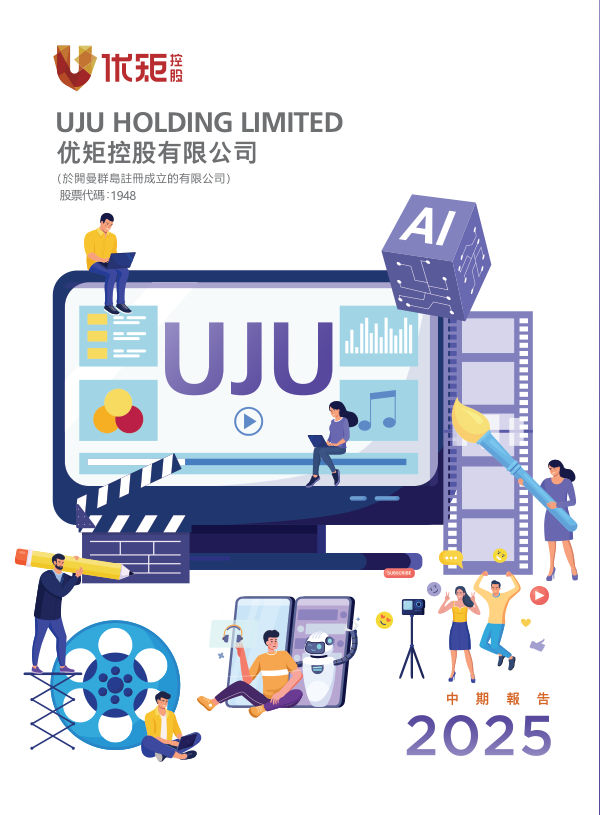 优矩控股
UJU HOLDING LIMITED
优矩控股有限公司
(於開曼群島註冊成立的有限公司)
股票代碼:1948
AI
UJU
SUBSCRIBE
中期報告
2025